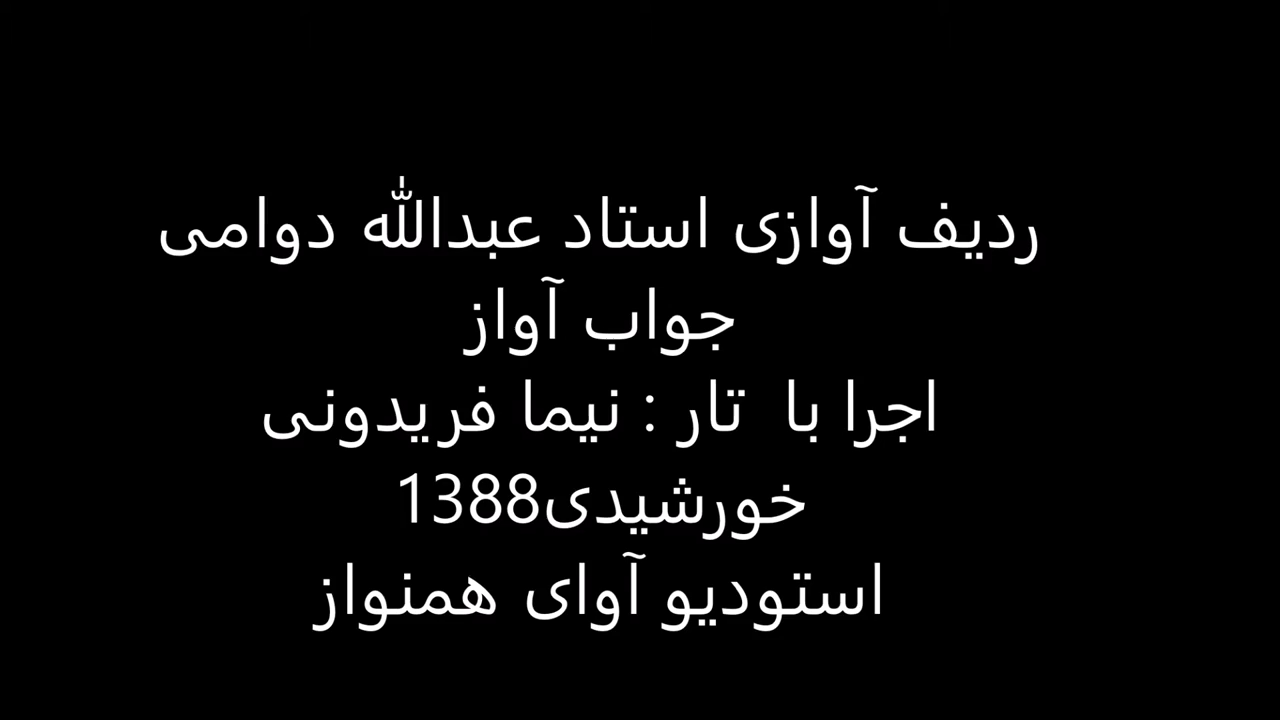 ردیف آوازی استاد عبدالله دوامی
جواب آواز
اجرا با تار : نیما فریدونی
خورشیدی1388
استودیو آوای همنواز